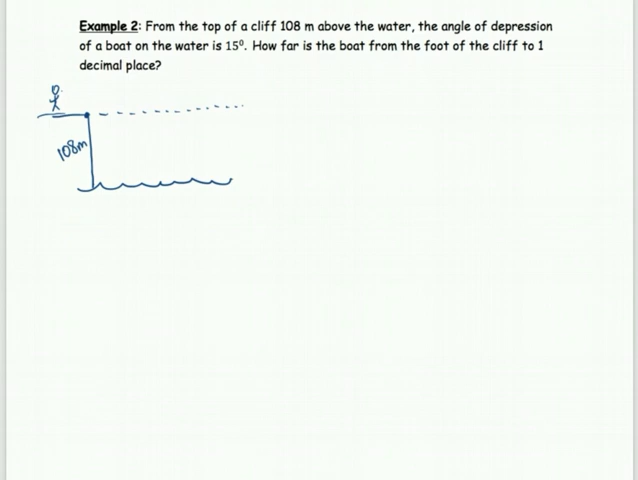 Example 2: From the top of a cliff 108 m above the water, the angle of depression
of a boat on the water is 15⁰. How far is the boat from the foot of the cliff to 1
decimal place?
108m